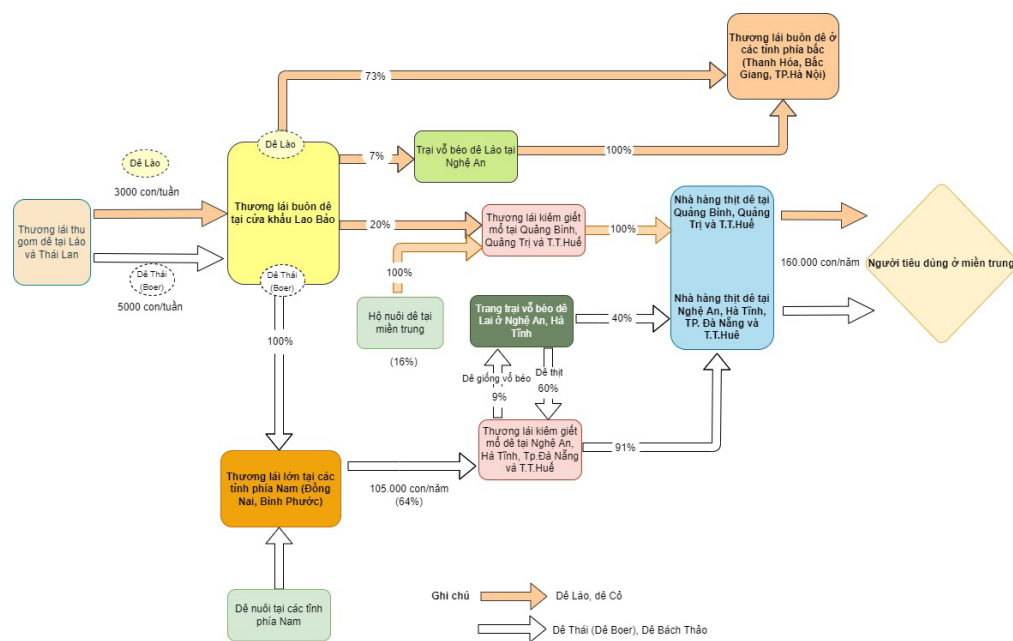 Thương lái buôn dê ở
các tỉnh phía bắc
(Thanh Hóa, Bắc
Giang, TP.Hà Nội)
73%
Dê Lào
Dê Lào
3000 con/tuần
7%
Trại vỗ béo dê Lào tại
Nghệ An
100%
Thương lái thu
gom dê tại Lào
và Thái Lan
Thương lái buôn dê
tại cửa khẩu Lao Bảo
20%
Thương lái kiêm giết
mổ tại Quảng Bình,
Quảng Trị và T.T.Huế
100%
Nhà hàng thịt dê tại
Quảng Bình, Quảng
Trị và T.T.Huế
Dê Thái
(Boer)
5000 con/tuần
Dê Thái
(Boer)
100%
160.000 con/năm
Người tiêu dùng ở miền trung
Hộ nuôi dê tại
miền trung
(16%)
Trang trại vỗ béo dê
Lai ở Nghệ An, Hà
Tĩnh
40%
Nhà hàng thịt dê tại
Nghệ An, Hà Tĩnh,
TP. Đà Nẵng và
T.T.Huê
100%
Dê giống vỗ béo
9%
Dê thịt
60%
Thương lái kiêm giết
mổ dê tại Nghệ An,
Hà Tĩnh, Tp.Đà Nẵng
và T.T.Huế
91%
Thương lái lớn tại các
tỉnh phía Nam (Đồng
Nai, Bình Phước)
105.000 con/năm
(64%)
Dê nuôi tại các tỉnh
phía Nam
Ghi chú
Dê Lào, dê Cỏ
Dê Thái (Dê Boer), Dê Bách Thảo